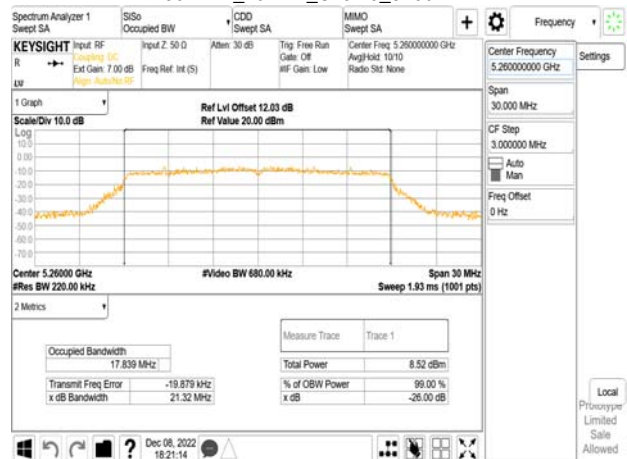 Spectrum Analyzer 1
Swept SA
SISo
Occupied BW
CDD
Swept SA
MIMO
Swept SA
+
Frequency
KEYSIGHT
R
Input: RF
Coupling: DC
Ext Gain: 7.00 dB
Align: Auto/No RF
Input Z: 50 Ω
Freq Ref: Int (S)
Atten: 30 dB
Trig: Free Run
Gate: Off
#IF Gain: Low
Center Freq: 5.260000000 GHz
Avg|Hold: 10/10
Radio Std: None
Center Frequency
5.260000000 GHz
Settings
Span
30.000 MHz
CF Step
3.000000 MHz
Auto
Man
Freq Offset
0 Hz
1 Graph
Scale/Div 10.0 dB
Ref Lvl Offset 12.03 dB
Ref Value 20.00 dBm
Log
10.0
0.00
-10.0
-20.0
-30.0
-40.0
-50.0
-60.0
-70.0
Center 5.26000 GHz
#Res BW 220.00 kHz
#Video BW 680.00 kHz
Span 30 MHz
Sweep 1.93 ms (1001 pts)
2 Metrics
Measure Trace
Trace 1
Occupied Bandwidth
17.839 MHz
Total Power
8.52 dBm
Transmit Freq Error
-19.879 kHz
% of OBW Power
99.00 %
x dB Bandwidth
21.32 MHz
x dB
-26.00 dB
Local
Prototype
Limited
Sale
Allowed
?
Dec 08, 2022
18:21:14